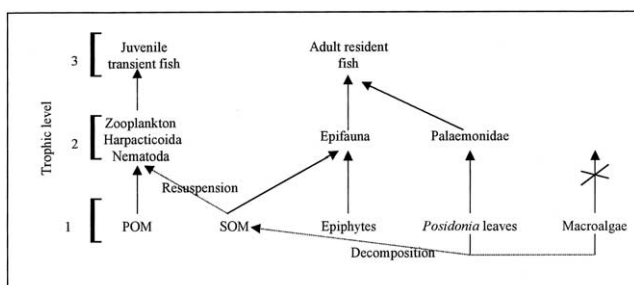 Trophic level
3
Juvenile
transient fish
Adult resident
fish
2
Zooplankton
Harpacticoida
Nematoda
Epifauna
Palaemonidae
Resuspension
1
POM
SOM
Epiphytes
Posidonia leaves
Macroalgae
Decomposition